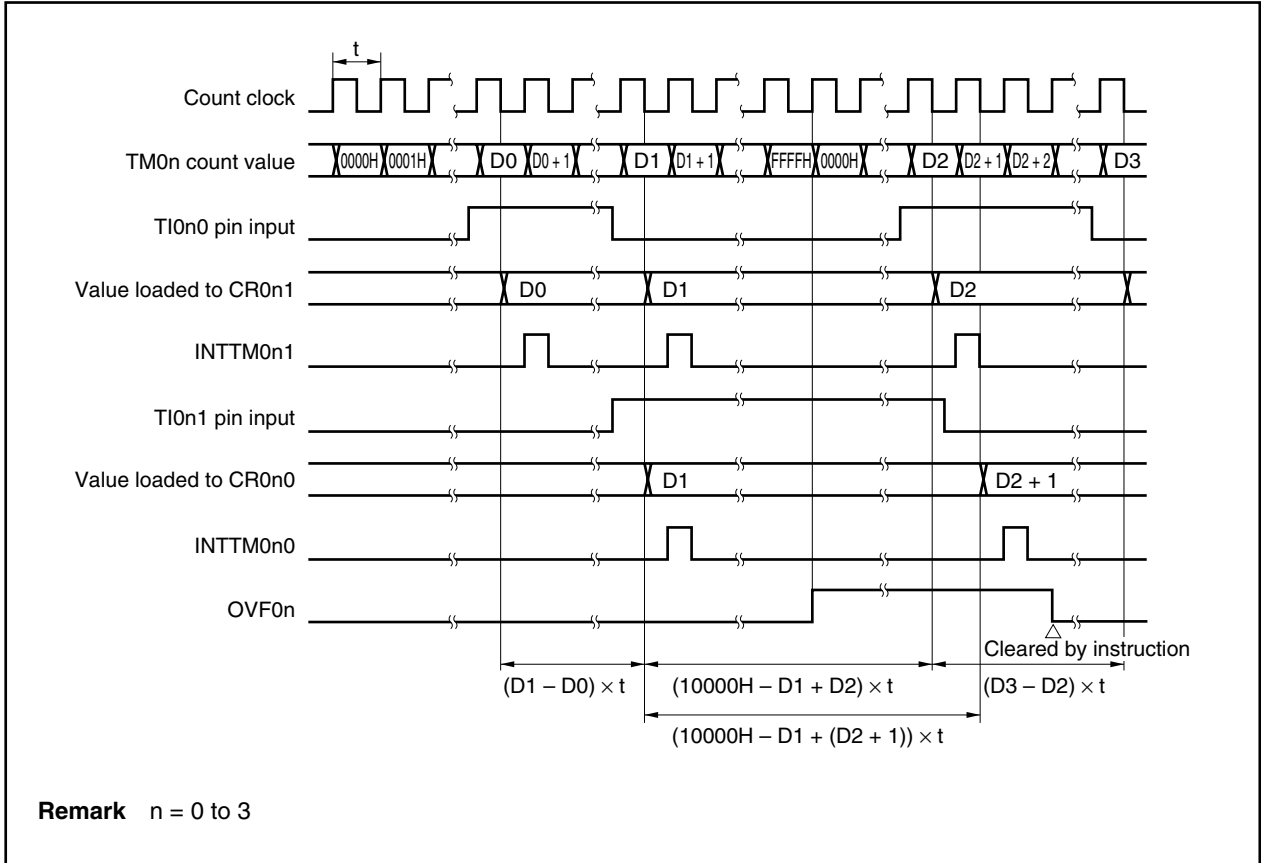 t
Count clock
TM0n count value 0000H 0001H D0 D0 + 1 D1 D1 + 1 FFFFH 0000H D2 D2 + 1 D2 + 2 D3
TI0n0 pin input
Value loaded to CR0n1 D0 D1 D2
INTTM0n1
TI0n1 pin input
Value loaded to CR0n0 D1 D2 + 1
INTTM0n0
OVF0n
Cleared by instruction
(D1 – D0) × t (10000H – D1 + D2) × t (D3 – D2) × t
(10000H – D1 + (D2 + 1)) × t
Remark n = 0 to 3